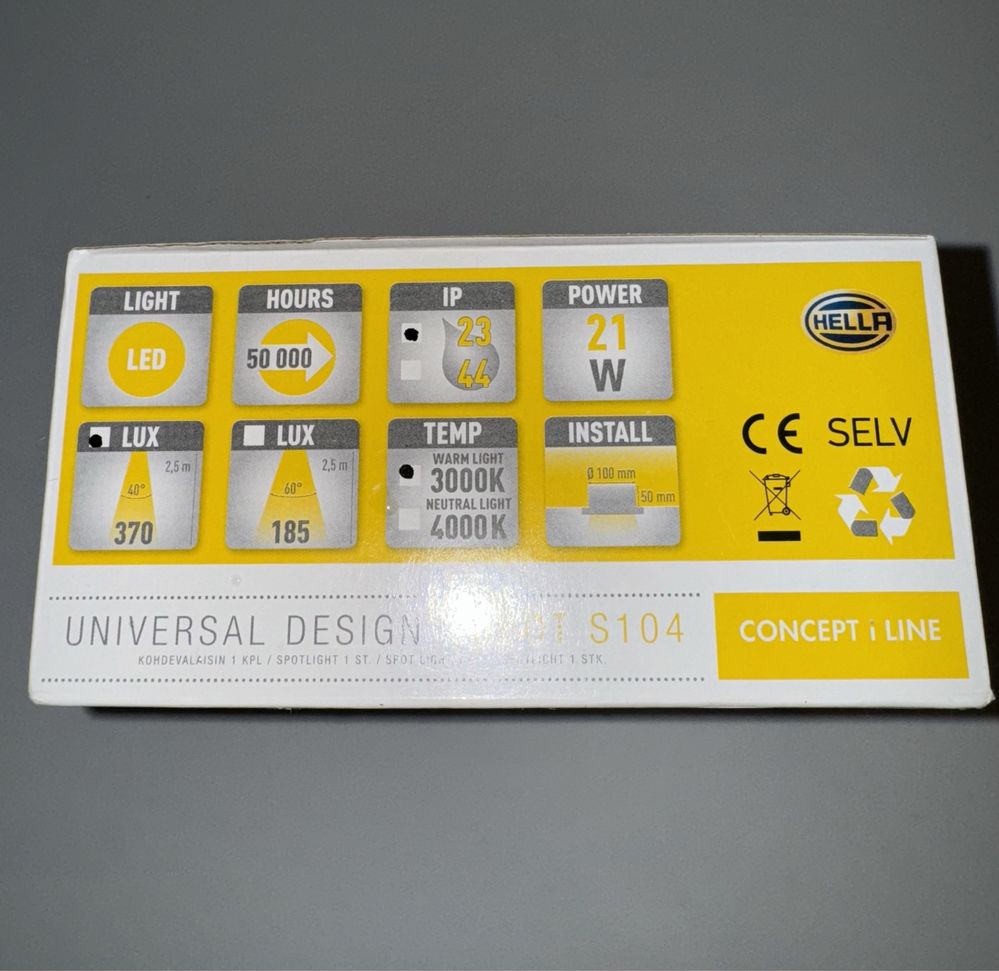 LIGHT
LED
HOURS
50 000
IP
23
44
POWER
21
W
HELLA
LUX
2,5 m
40°
370
LUX
2,5 m
60°
185
TEMP
WARM LIGHT
3000K
NEUTRAL LIGHT
4000K
INSTALL
Ø 100 mm
50 mm
CE SELV
UNIVERSAL DESIGN S104
KOHDEVALAISIN 1 KPL / SPOTLIGHT 1 ST. / SPOT 1 STK.
CONCEPT i LINE